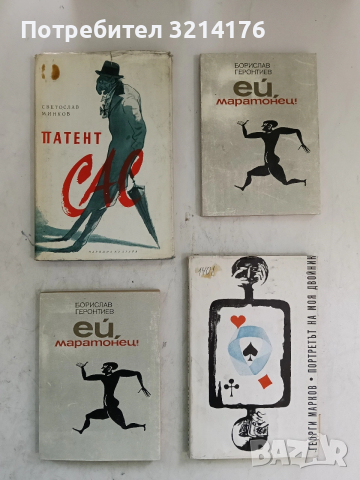 Потребител 3214176
СВЕТОСЛАВ
МИНКОВ
ПАТЕНТ
САС
БОРИСЛАВ
ГЕРОНТИЕВ
ЕЙ,
маратонец!
БОРИСЛАВ
ГЕРОНТИЕВ
ЕЙ,
маратонец!
ГЕОРГИ МАРКОВ • ПОРТРЕТЪТ НА МОЯ ДВОЙНИК
bazar